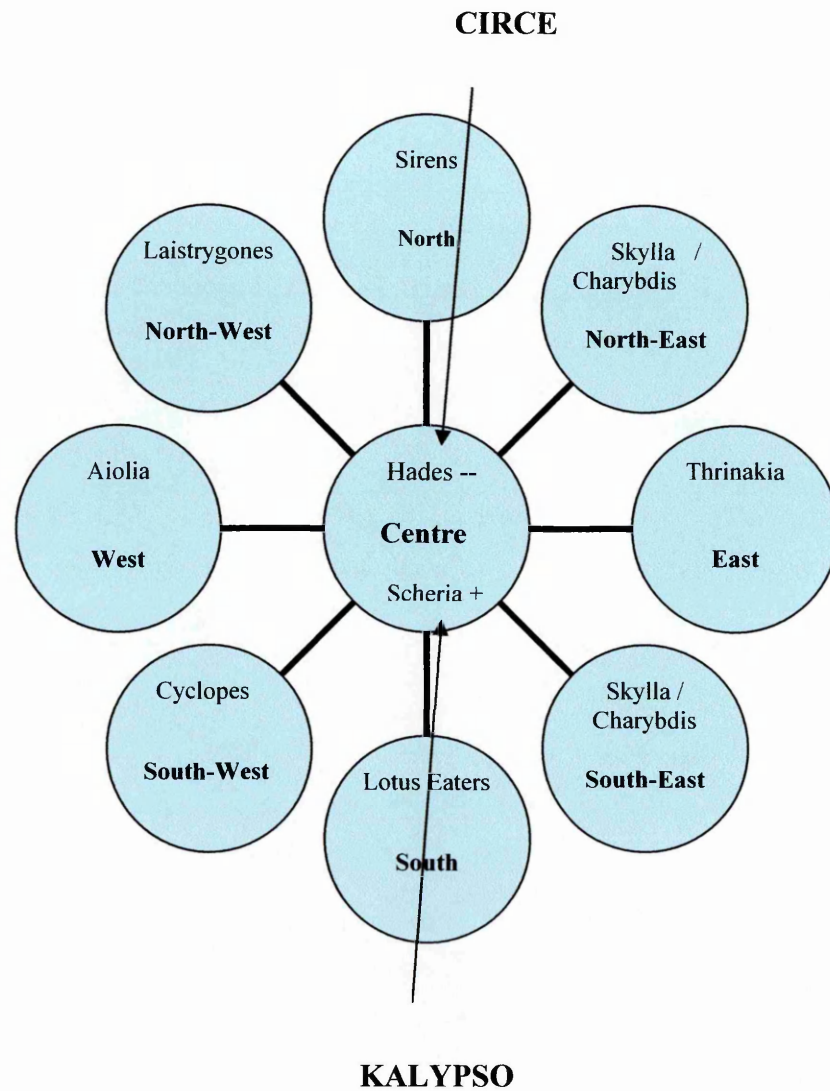 CIRCE
Sirens
North
Laistrygones
North-West
Skylla /
Charybdis
North-East
Aiolia
West
Hades --
Centre
Scheria +
Thrinakia
East
Cyclopes
South-West
Skylla /
Charybdis
South-East
Lotus Eaters
South
KALYPSO